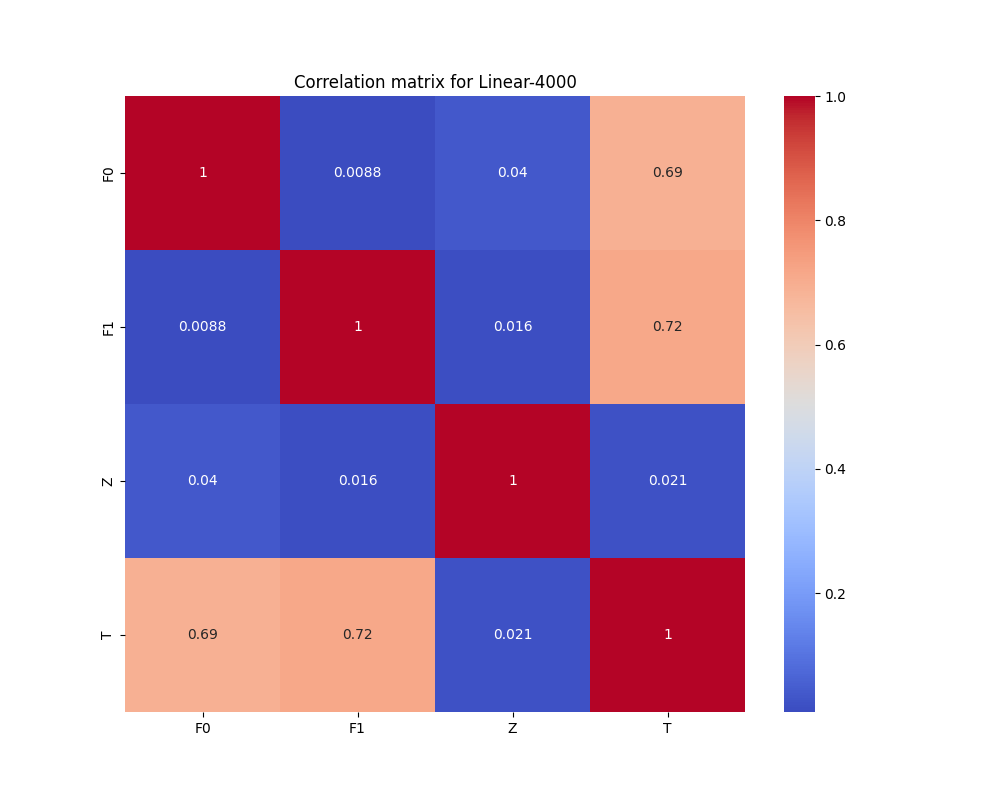 Correlation matrix for Linear-4000
F0 1 0.0088 0.04 0.69
F1 0.0088 1 0.016 0.72
Z 0.04 0.016 1 0.021
T 0.69 0.72 0.021 1
F0 F1 Z T
1.0
0.8
0.6
0.4
0.2